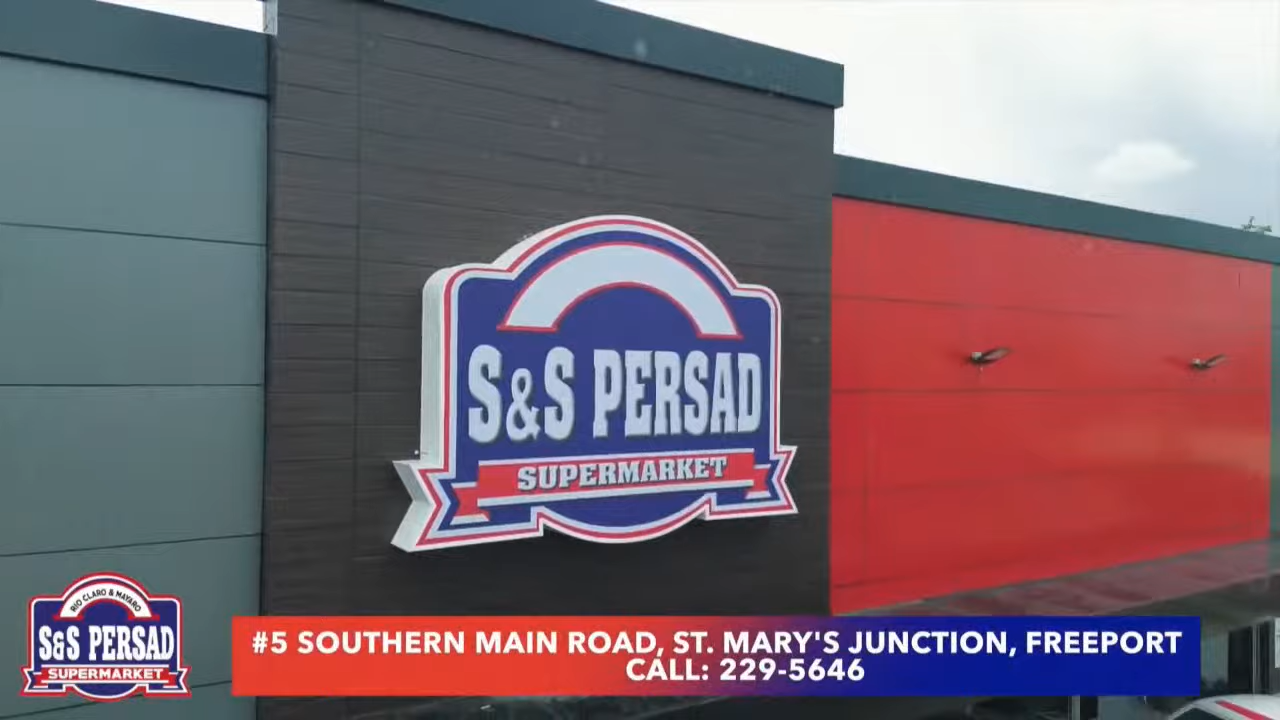 S&S PERSAD
SUPERMARKET
RIO CLARO & MAYARO
S&S PERSAD
SUPERMARKET
#5 SOUTHERN MAIN ROAD, ST. MARY'S JUNCTION, FREEPORT
CALL: 229-5646